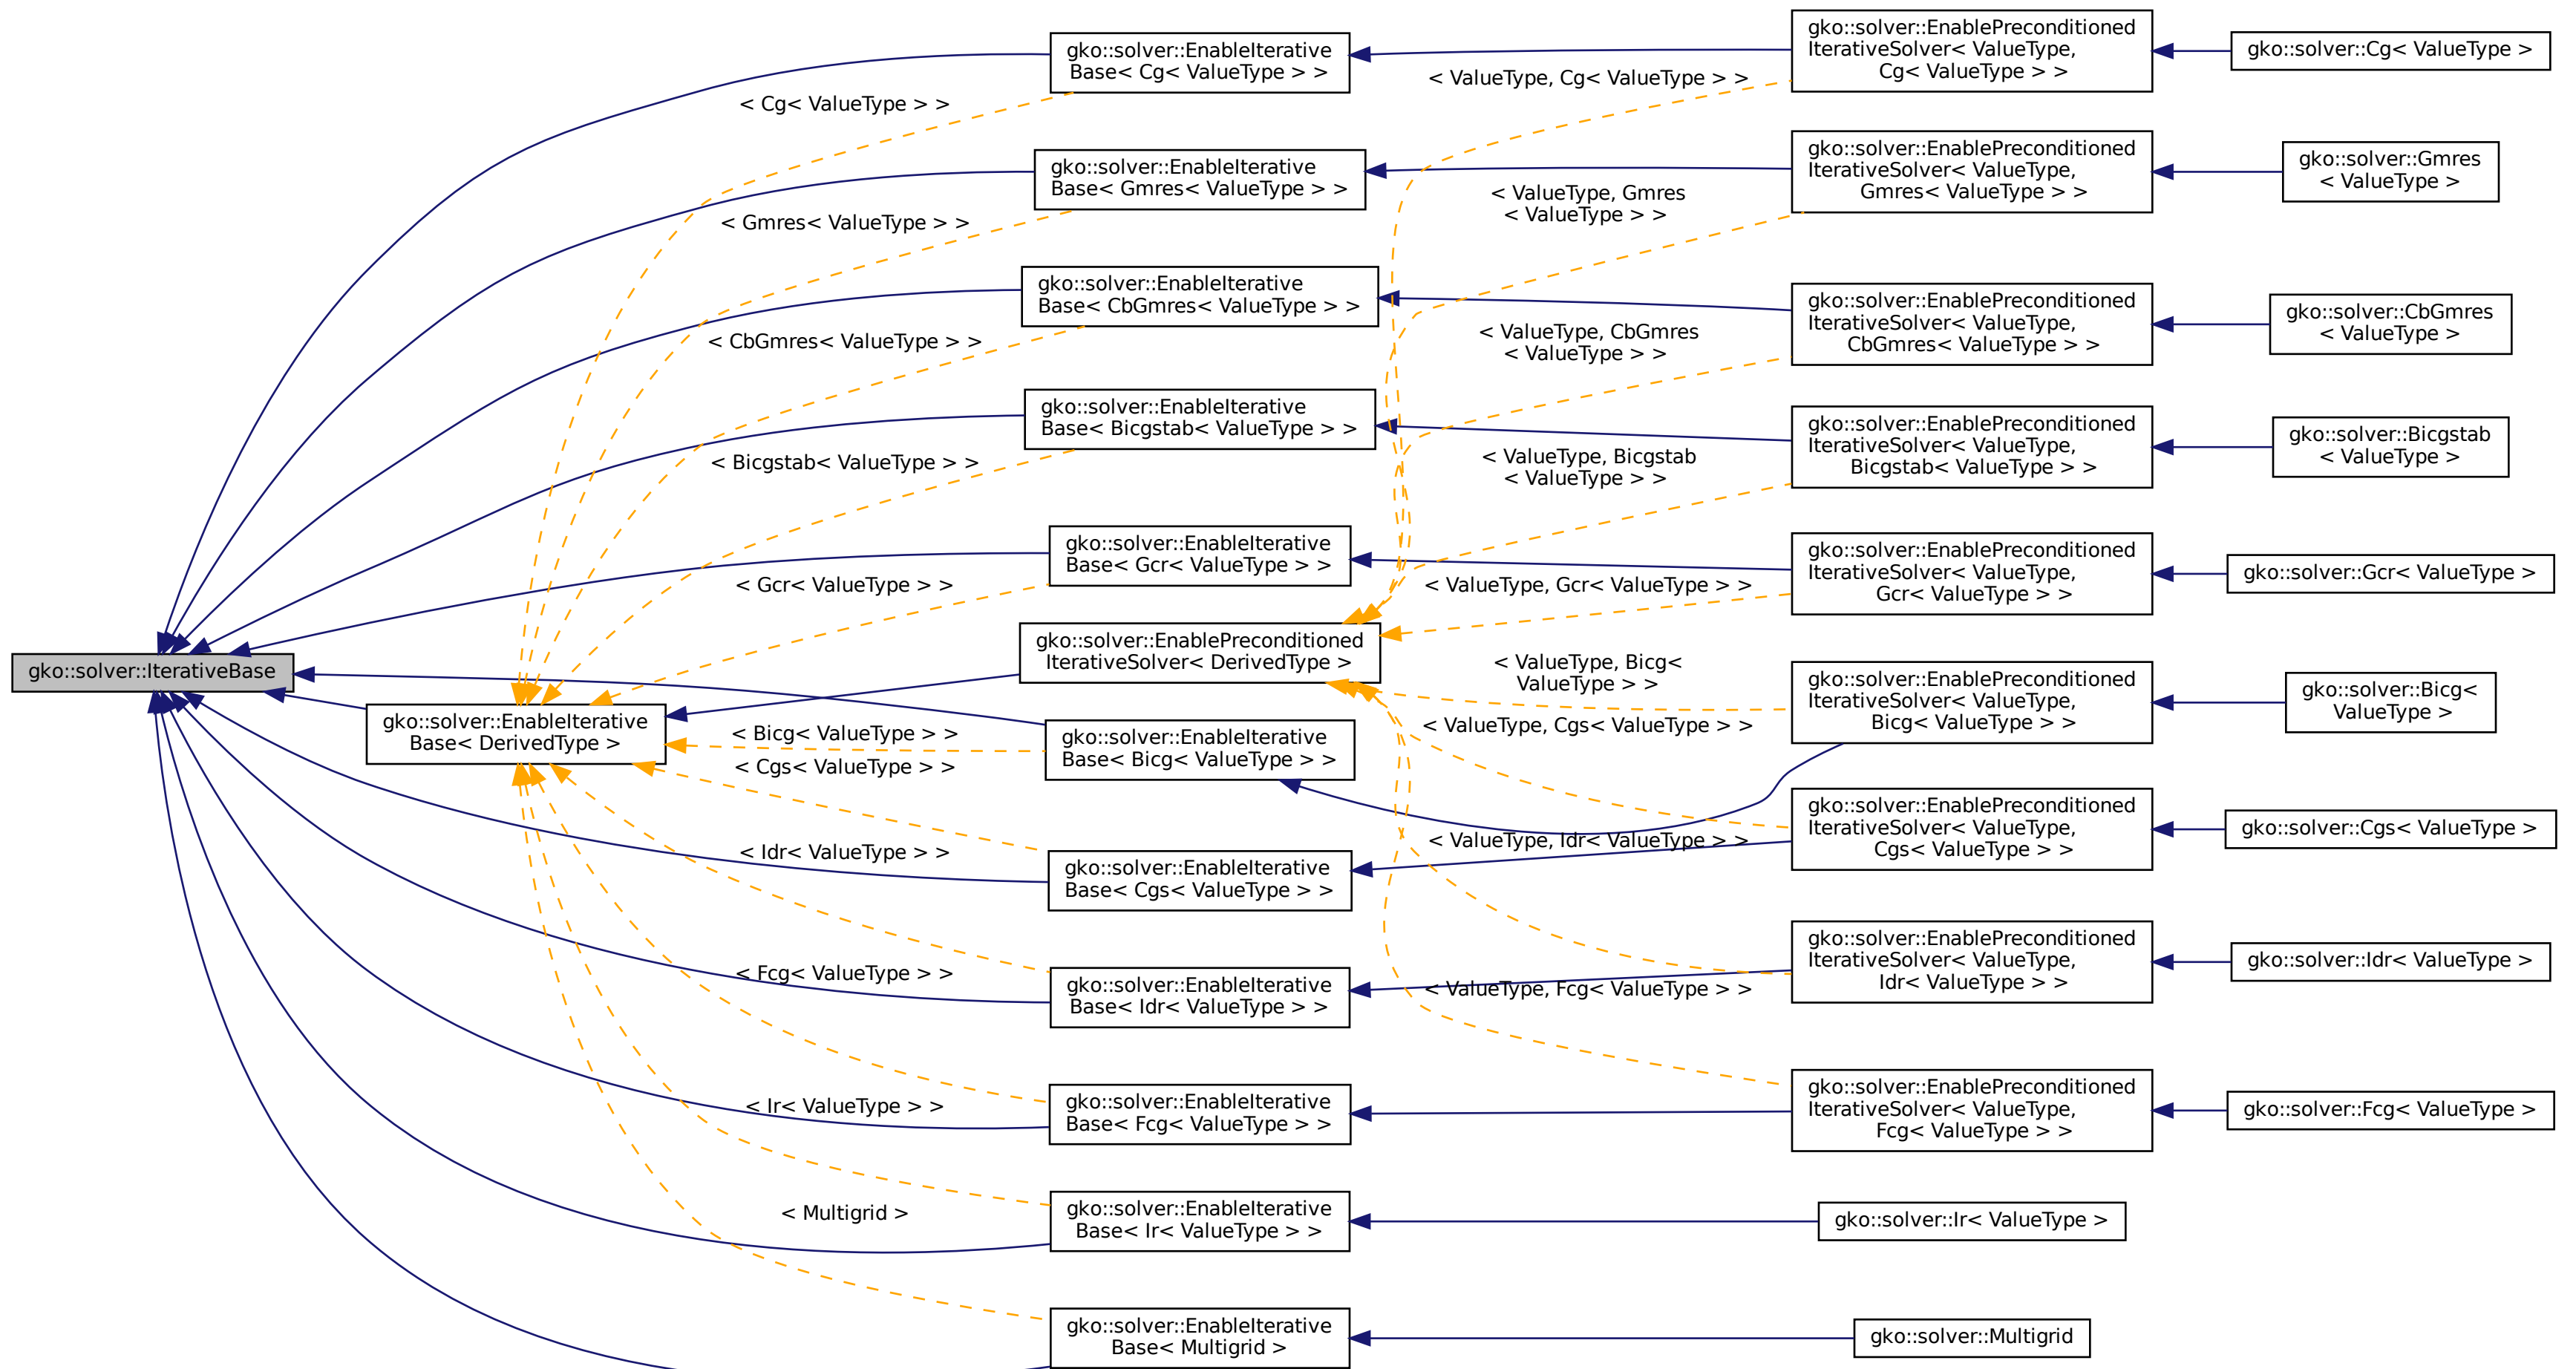 gko::solver::IterativeBase
gko::solver::EnableIterative
Base< DerivedType >
< Cg< ValueType > >
< Gmres< ValueType > >
< CbGmres< ValueType > >
< Bicgstab< ValueType > >
< Gcr< ValueType > >
< Bicg< ValueType > >
< Cgs< ValueType > >
< Idr< ValueType > >
< Fcg< ValueType > >
< Ir< ValueType > >
< Multigrid >
gko::solver::EnableIterative
Base< Cg< ValueType > >
gko::solver::EnableIterative
Base< Gmres< ValueType > >
gko::solver::EnableIterative
Base< CbGmres< ValueType > >
gko::solver::EnableIterative
Base< Bicgstab< ValueType > >
gko::solver::EnableIterative
Base< Gcr< ValueType > >
gko::solver::EnablePreconditioned
IterativeSolver< DerivedType >
gko::solver::EnableIterative
Base< Bicg< ValueType > >
gko::solver::EnableIterative
Base< Cgs< ValueType > >
gko::solver::EnableIterative
Base< Idr< ValueType > >
gko::solver::EnableIterative
Base< Fcg< ValueType > >
gko::solver::EnableIterative
Base< Ir< ValueType > >
gko::solver::EnableIterative
Base< Multigrid >
< ValueType, Cg< ValueType > >
< ValueType, Gmres
< ValueType > >
< ValueType, CbGmres
< ValueType > >
< ValueType, Bicgstab
< ValueType > >
< ValueType, Gcr< ValueType > >
< ValueType, Bicg<
ValueType > >
< ValueType, Cgs< ValueType > >
< ValueType, Idr< ValueType > >
< ValueType, Fcg< ValueType > >
gko::solver::EnablePreconditioned
IterativeSolver< ValueType,
Cg< ValueType > >
gko::solver::EnablePreconditioned
IterativeSolver< ValueType,
Gmres< ValueType > >
gko::solver::EnablePreconditioned
IterativeSolver< ValueType,
CbGmres< ValueType > >
gko::solver::EnablePreconditioned
IterativeSolver< ValueType,
Bicgstab< ValueType > >
gko::solver::EnablePreconditioned
IterativeSolver< ValueType,
Gcr< ValueType > >
gko::solver::EnablePreconditioned
IterativeSolver< ValueType,
Bicg< ValueType > >
gko::solver::EnablePreconditioned
IterativeSolver< ValueType,
Cgs< ValueType > >
gko::solver::EnablePreconditioned
IterativeSolver< ValueType,
Idr< ValueType > >
gko::solver::EnablePreconditioned
IterativeSolver< ValueType,
Fcg< ValueType > >
gko::solver::Ir< ValueType >
gko::solver::Multigrid
gko::solver::Cg< ValueType >
gko::solver::Gmres
< ValueType >
gko::solver::CbGmres
< ValueType >
gko::solver::Bicgstab
< ValueType >
gko::solver::Gcr< ValueType >
gko::solver::Bicg<
ValueType >
gko::solver::Cgs< ValueType >
gko::solver::Idr< ValueType >
gko::solver::Fcg< ValueType >